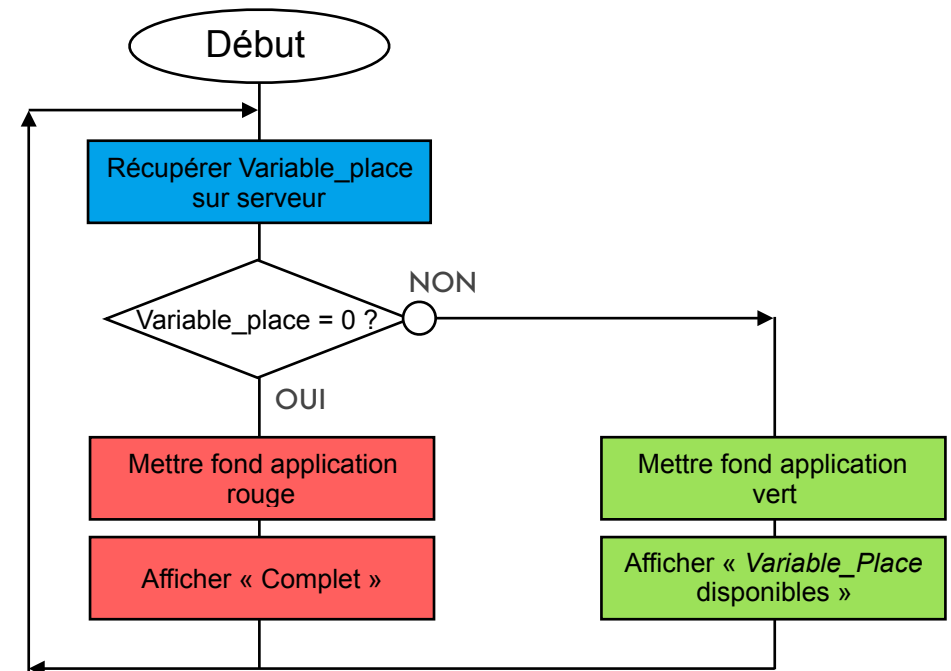 Début
Récupérer Variable_place
sur serveur
NON
Variable_place = 0 ?
OUI
Mettre fond application
rouge
Mettre fond application
vert
Afficher « Complet »
Afficher « Variable_Place
disponibles »